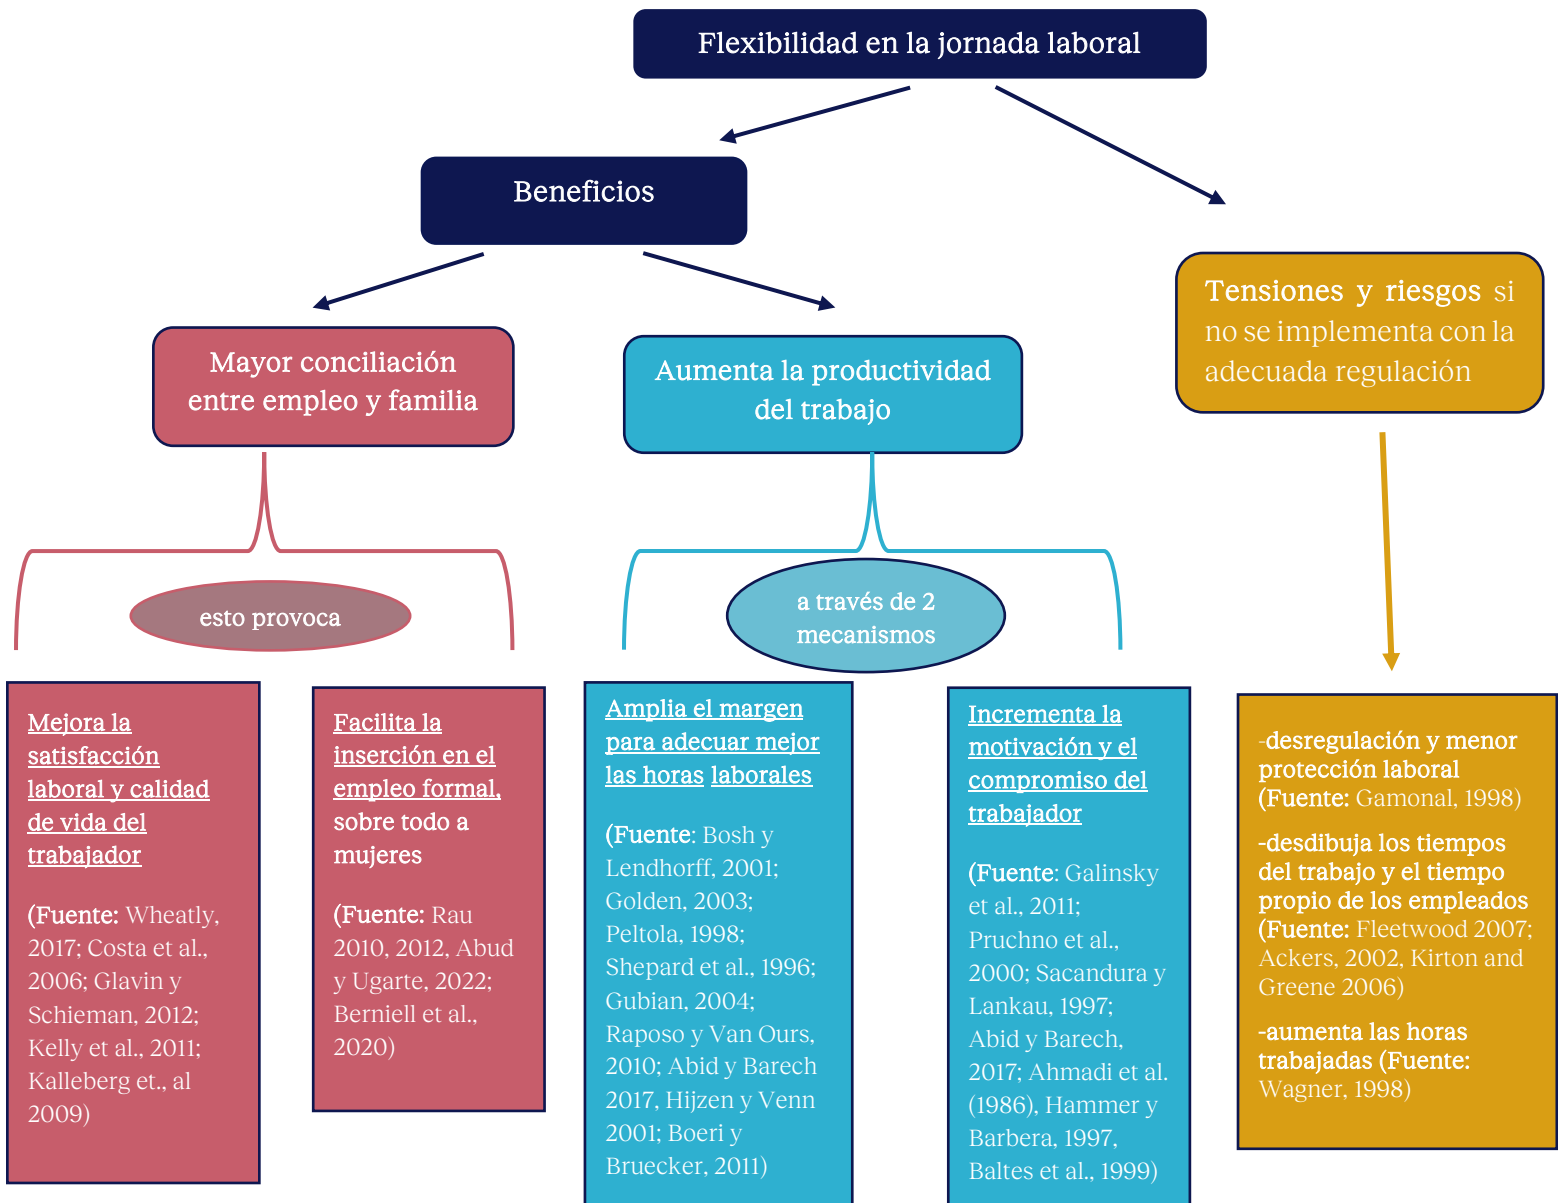 Flexibilidad en la jornada laboral
Beneficios
Tensiones y riesgos si
no se implementa con la
adecuada regulación
Mayor conciliación
entre empleo y familia
Aumenta la productividad
del trabajo
esto provoca
a través de 2
mecanismos
Mejora la
satisfacción
laboral y calidad
de vida del
trabajador
(Fuente: Wheatly,
2017; Costa et al.,
2006; Glavin y
Schieman, 2012;
Kelly et al., 2011;
Kalleberg et., al
2009)
Facilita la
inserción en el
empleo formal,
sobre todo a
mujeres
(Fuente: Rau
2010, 2012, Abud
y Ugarte, 2022;
Berniell et al.,
2020)
Amplia el margen
para adecuar mejor
las horas laborales
(Fuente: Bosh y
Lendhorff, 2001;
Golden, 2003;
Peltola, 1998;
Shepard et al., 1996;
Gubian, 2004;
Raposo y Van Ours,
2010; Abid y Barech
2017, Hijzen y Venn
2001; Boeri y
Bruecker, 2011)
Incrementa la
motivación y el
compromiso del
trabajador
(Fuente: Galinsky
et al., 2011;
Pruchno et al.,
2000; Sacandura y
Lankau, 1997;
Abid y Barech,
2017; Ahmadi et al.
(1986), Hammer y
Barbera, 1997,
Baltes et al., 1999)
-desregulación y menor
protección laboral
(Fuente: Gamonal, 1998)
-desdibuja los tiempos
del trabajo y el tiempo
propio de los empleados
(Fuente: Fleetwood 2007;
Ackers, 2002, Kirton and
Greene 2006)
-aumenta las horas
trabajadas (Fuente:
Wagner, 1998)